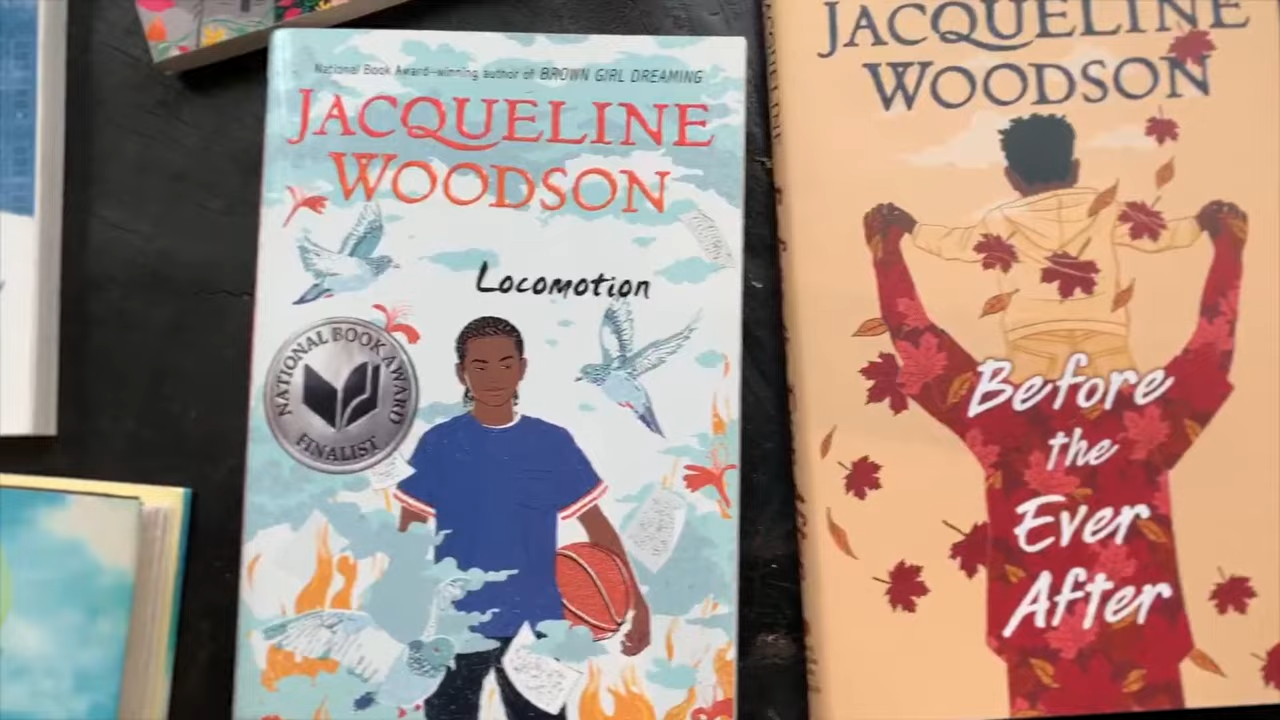 National Book Award–winning author of BROWN GIRL DREAMING
JACQUELINE
WOODSON
Locomotion
NATIONAL BOOK AWARD
FINALIST
JACQUELINE
WOODSON
Before
the
Ever
After